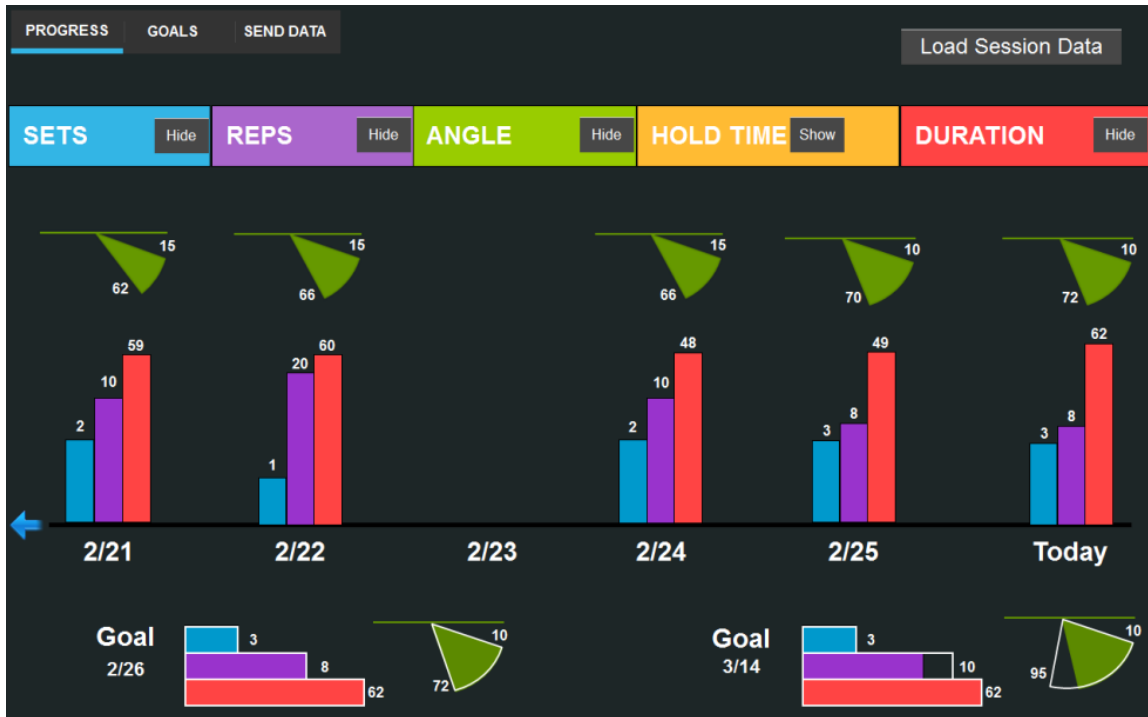 PROGRESS GOALS SEND DATA
Load Session Data
SETS Hide REPS Hide ANGLE Hide HOLD TIME Show DURATION Hide
15 15 15 10 10
62 66 66 70 72
59 60 48 49 62
10 20 10 8 8
2 1 2 3 3
2/21 2/22 2/23 2/24 2/25 Today
Goal
2/26
3
8
62
10
72
Goal
3/14
3
10
62
10
95